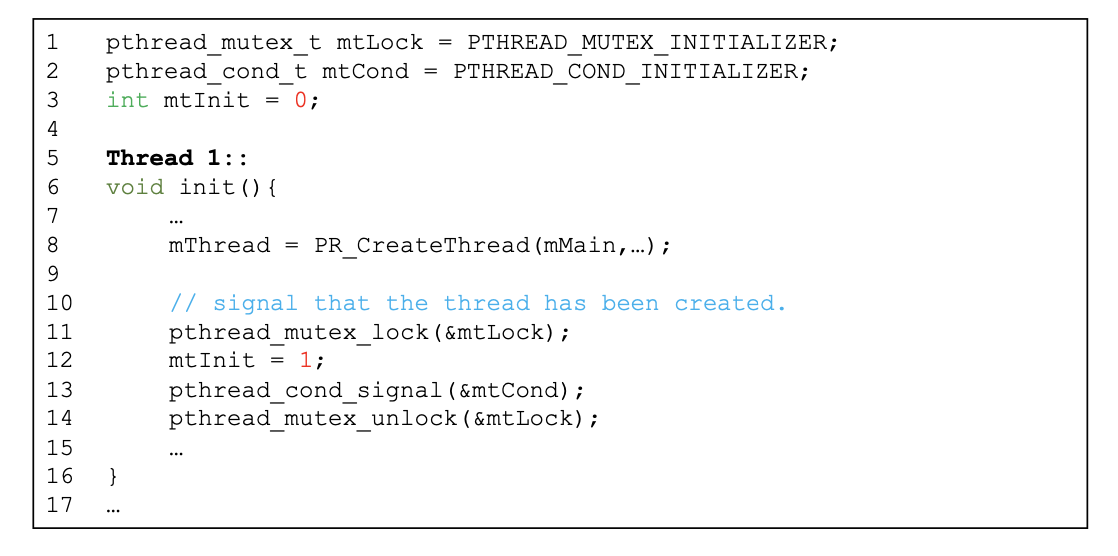 1 pthread_mutex_t mtLock = PTHREAD_MUTEX_INITIALIZER;
2 pthread_cond_t mtCond = PTHREAD_COND_INITIALIZER;
3 int mtInit = 0;
4
5 Thread 1::
6 void init(){
7 …
8 mThread = PR_CreateThread(mMain,…);
9
10 // signal that the thread has been created.
11 pthread_mutex_lock(&mtLock);
12 mtInit = 1;
13 pthread_cond_signal(&mtCond);
14 pthread_mutex_unlock(&mtLock);
15 …
16 }
17 …